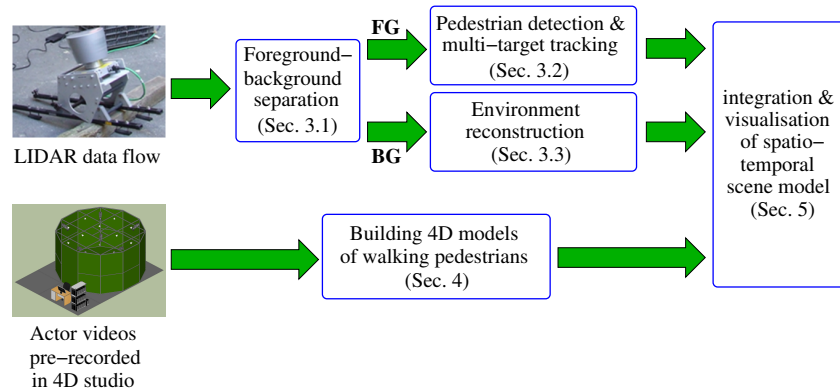 FG
Pedestrian detection &
multi−target tracking
(Sec. 3.2)
Foreground−
background
separation
(Sec. 3.1)
BG
Environment
reconstruction
(Sec. 3.3)
LIDAR data flow
integration &
visualisation
of spatio−
temporal
scene model
(Sec. 5)
Building 4D models
of walking pedestrians
(Sec. 4)
Actor videos
pre−recorded
in 4D studio